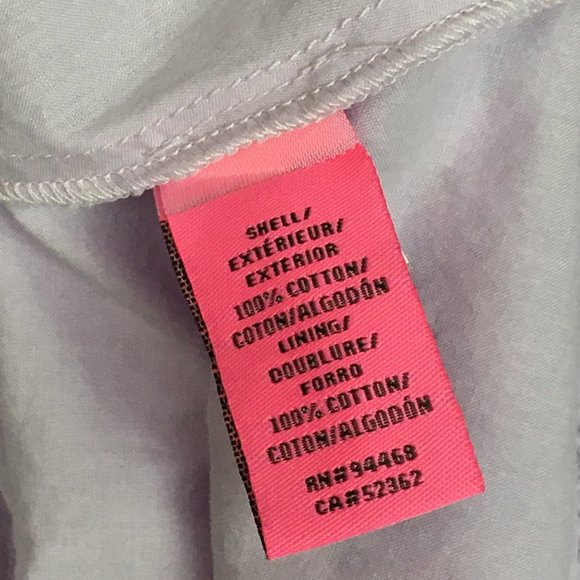 SHELL/
EXTÉRIEUR/
EXTERIOR
100% COTTON/
COTON/ALGODÓN
LINING/
DOUBLURE/
FORRO
100% COTTON/
COTON/ALGODÓN
RN#94468
CA#52362